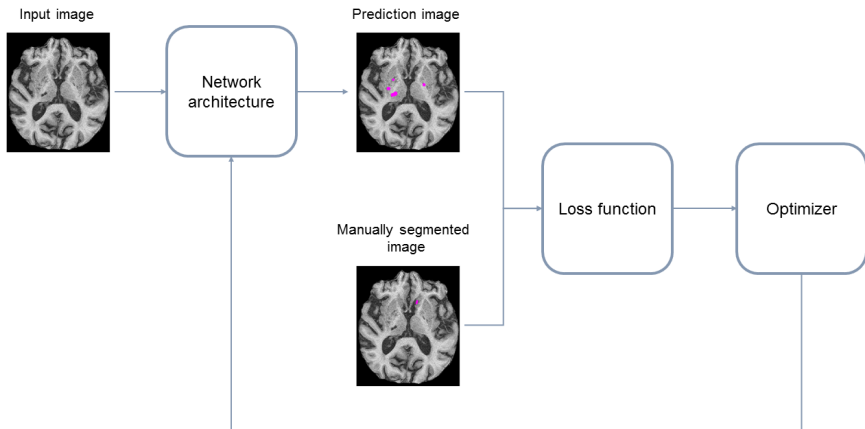 Input image
Prediction image
Network
architecture
Manually segmented
image
Loss function
Optimizer